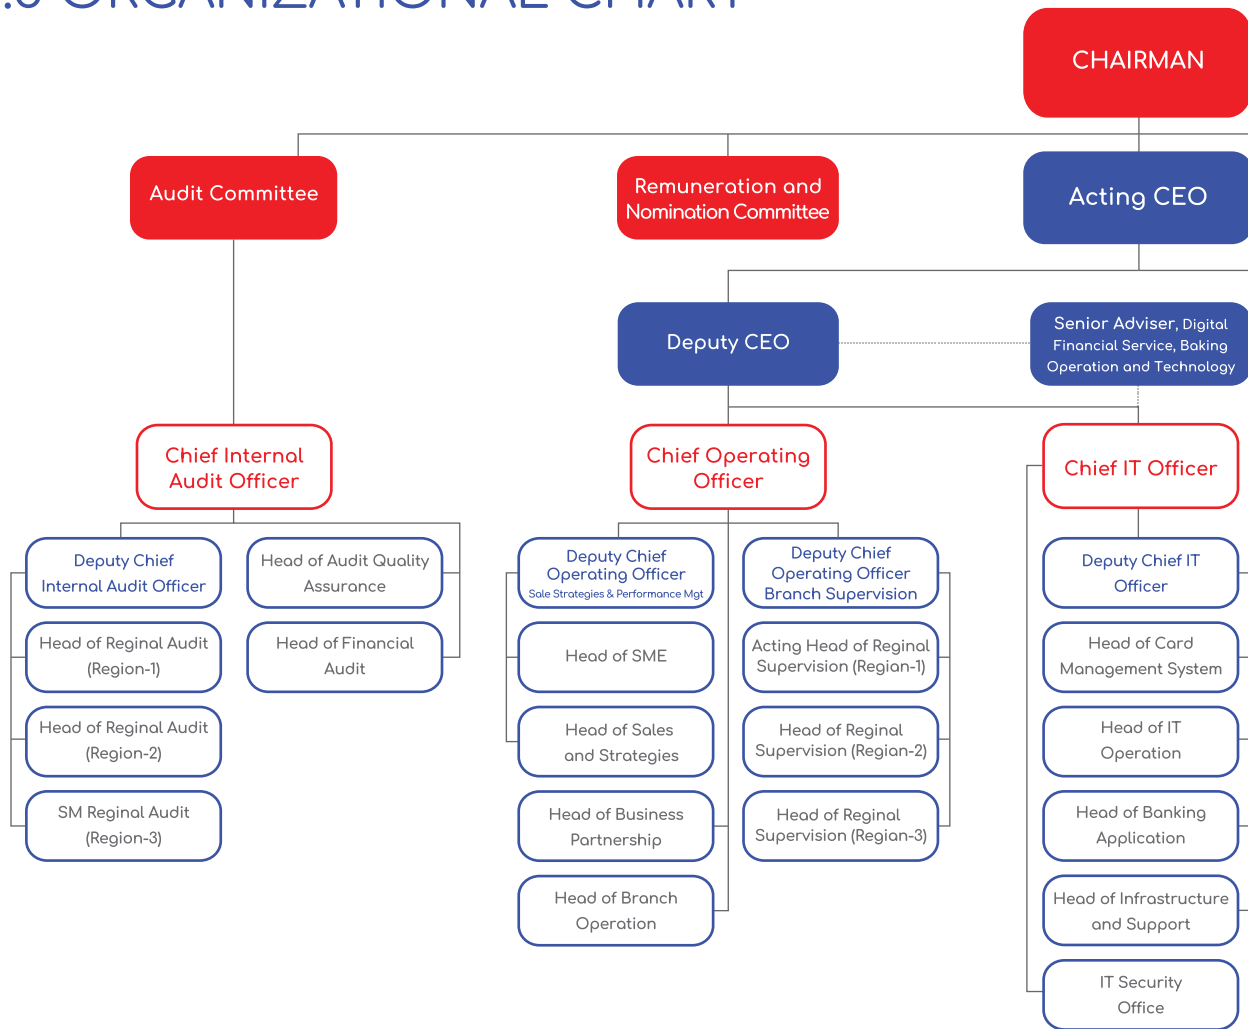 .3 ORGANIZATIONAL CHART
CHAIRMAN
Audit Committee
Remuneration and
Nomination Committee
Acting CEO
Deputy CEO
Senior Adviser, Digital
Financial Service, Baking
Operation and Technology
Chief Internal
Audit Officer
Chief Operating
Officer
Chief IT Officer
Deputy Chief
Internal Audit Officer
Head of Reginal Audit
(Region-1)
Head of Reginal Audit
(Region-2)
SM Reginal Audit
(Region-3)
Head of Audit Quality
Assurance
Head of Financial
Audit
Deputy Chief
Operating Officer
Sale Strategies & Performance Mgt
Head of SME
Head of Sales
and Strategies
Head of Business
Partnership
Head of Branch
Operation
Deputy Chief
Operating Officer
Branch Supervision
Acting Head of Reginal
Supervision (Regian-1)
Head of Reginal
Supervision (Regian-2)
Head of Reginal
Supervision (Regian-3)
Deputy Chief IT
Officer
Head of Card
Management System
Head of IT
Operation
Head of Banking
Application
Head of Infrastructure
and Support
IT Security
Office